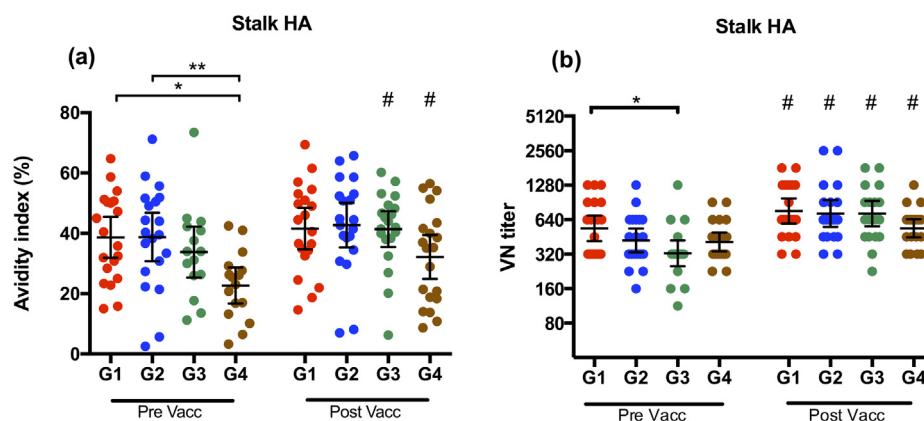 Stalk HA
(a)
**
*
# #
80
60
40
20
0
Avidity index (%)
G1 G2 G3 G4 G1 G2 G3 G4
Pre Vacc Post Vacc
Stalk HA
(b)
*
# # # #
5120
2560
1280
640
320
160
80
VN titer
G1 G2 G3 G4 G1 G2 G3 G4
Pre Vacc Post Vacc